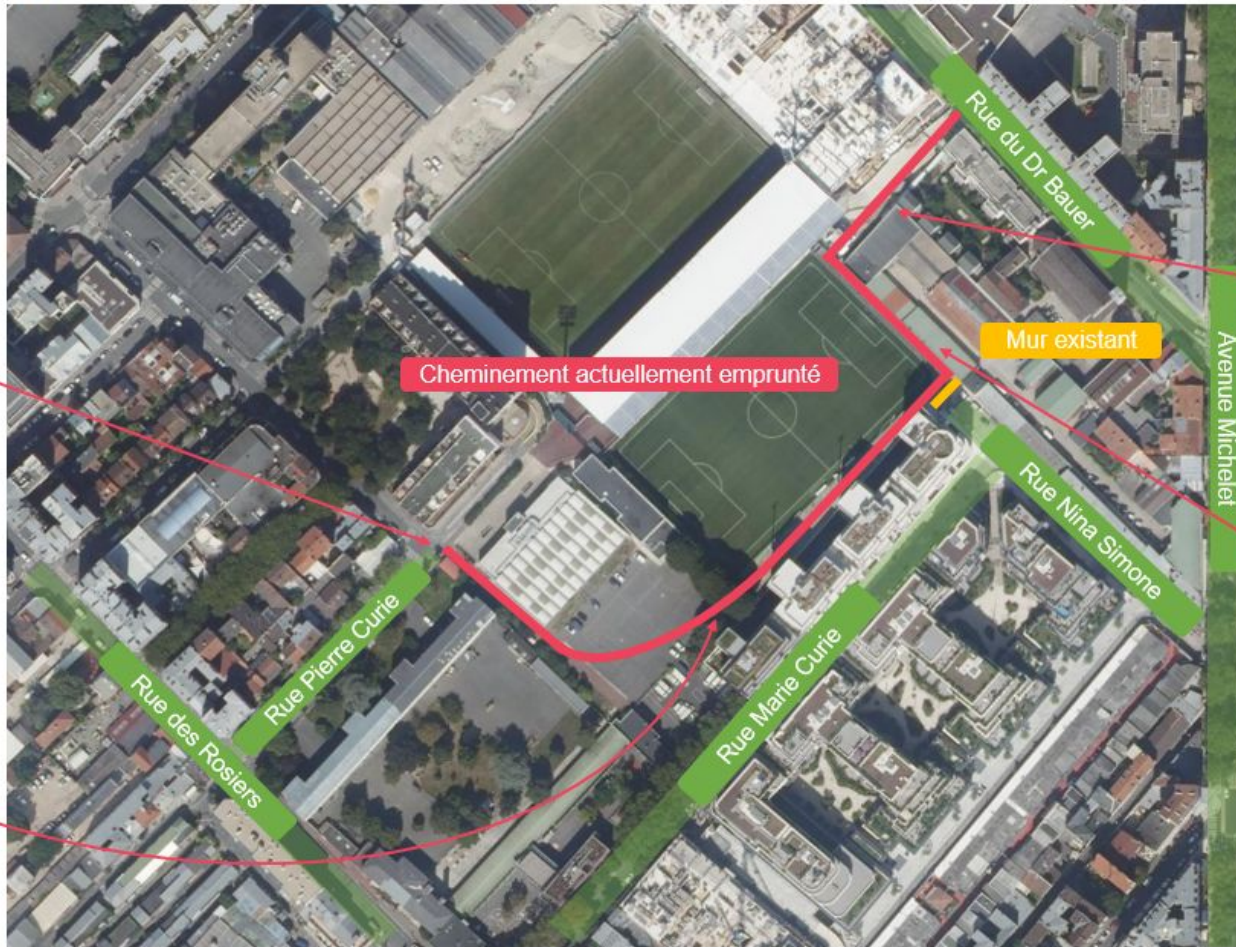 Rue du Dr Bauer
Mur existant
Avenue Michelet
Cheminement actuellement emprunté
Rue Nina Simone
Rue Pierre Curie
Rue Marie Curie
Rue des Rosiers